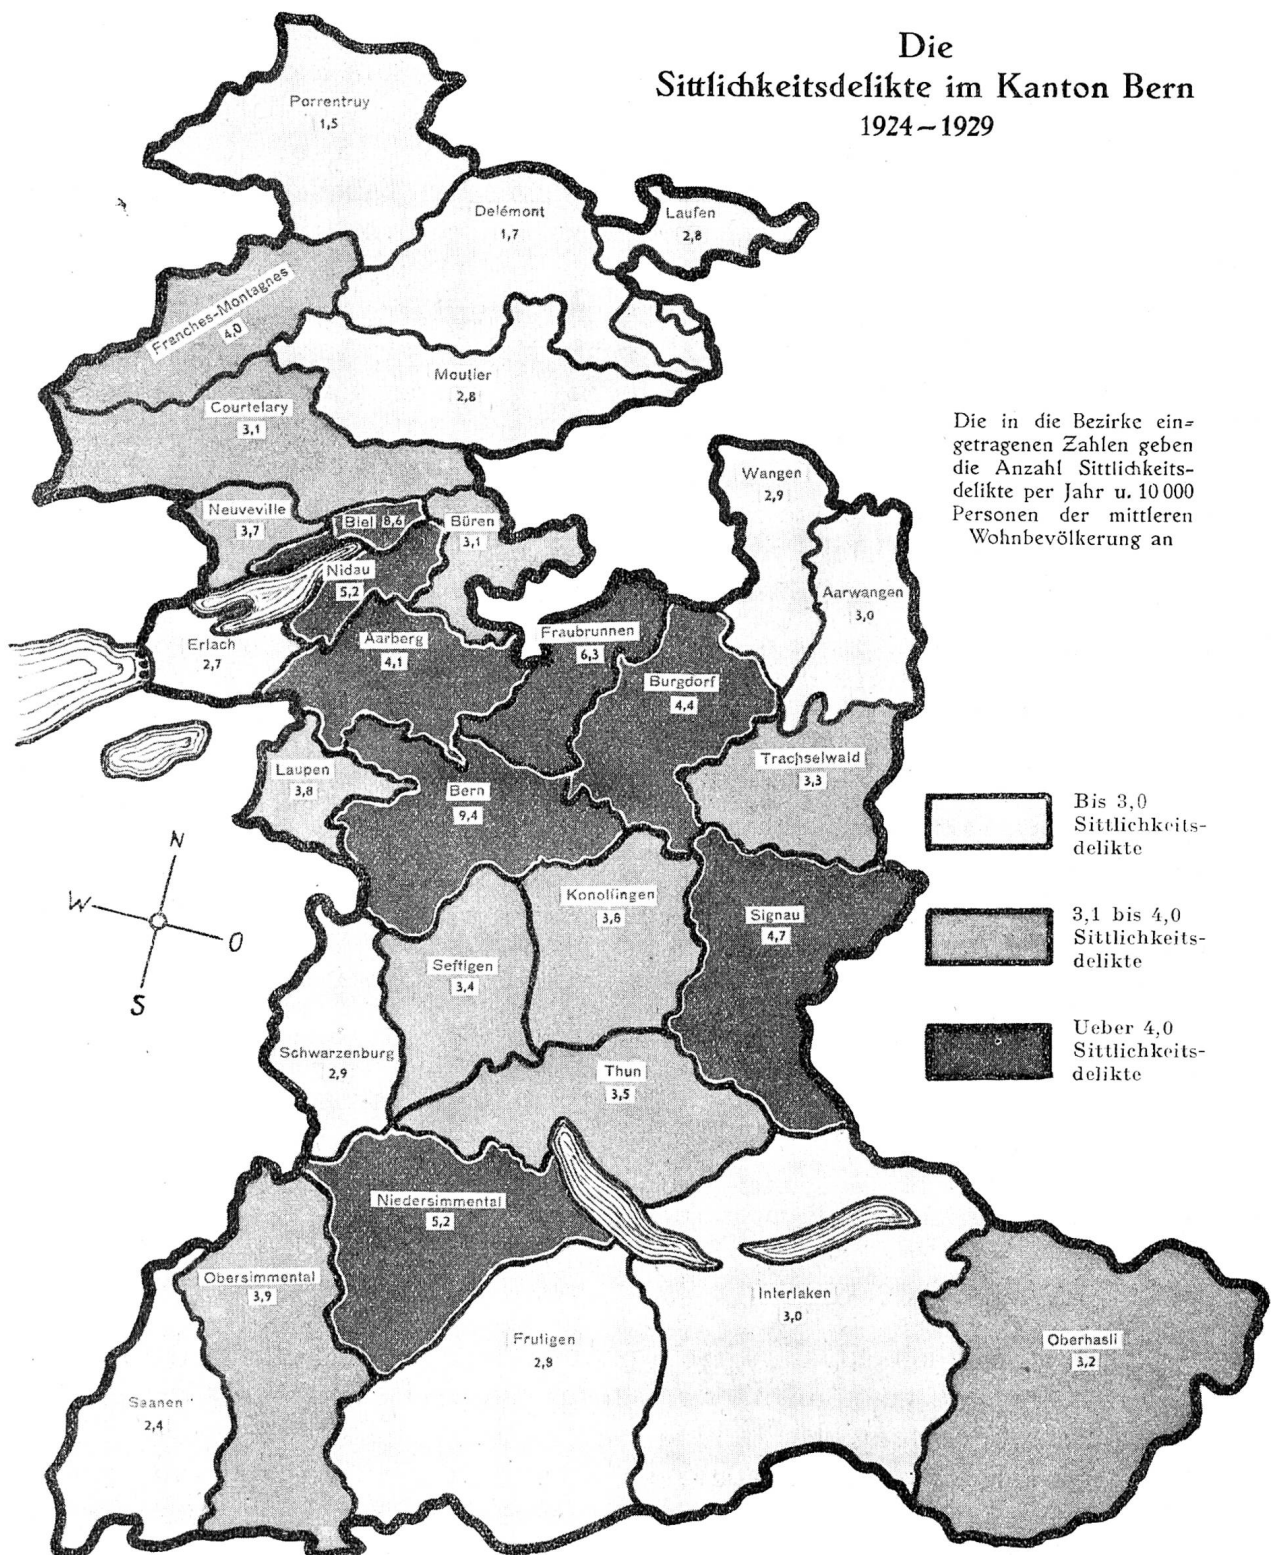 Die
Sittlichkeitsdelikte im Kanton Bern
1924–1929
Porrentruy
1,5
Delémont
1,7
Laufen
2,8
Franches-Montagnes
4,0
Moutier
2,8
Courtelary
3,1
Die in die Bezirke ein=
getragenen Zahlen geben
die Anzahl Sittlichkeits-
delikte per Jahr u. 10 000
Personen der mittleren
Wohnbevölkerung an
Wangen
2,9
Neuveville
3,7
Biel 8,6
Büren
3,1
Nidau
5,2
Aarwangen
3,0
Erlach
2,7
Aarberg
4,1
Fraubrunnen
6,3
Burgdorf
4,4
Trachselwald
3,3
Laupen
3,8
Bern
9,4
Bis 3,0
Sittlichkeits-
delikte
N
W
O
S
Konolfingen
3,6
Signau
4,7
3,1 bis 4,0
Sittlichkeits-
delikte
Seftigen
3,4
Schwarzenburg
2,9
Thun
3,5
Ueber 4,0
Sittlichkeits-
delikte
Niedersimmental
5,2
Obersimmental
3,9
Interlaken
3,0
Frutigen
Oberhasli
3,2
Saanen
2,4